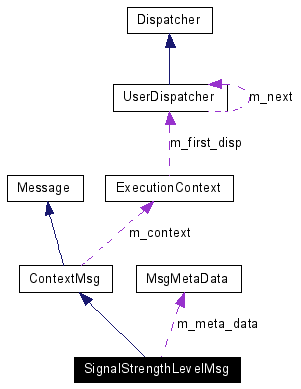 Dispatcher
UserDispatcher
m_next
m_first_disp
Message
ExecutionContext
m_context
ContextMsg
MsgMetaData
m_meta_data
SignalStrengthLevelMsg